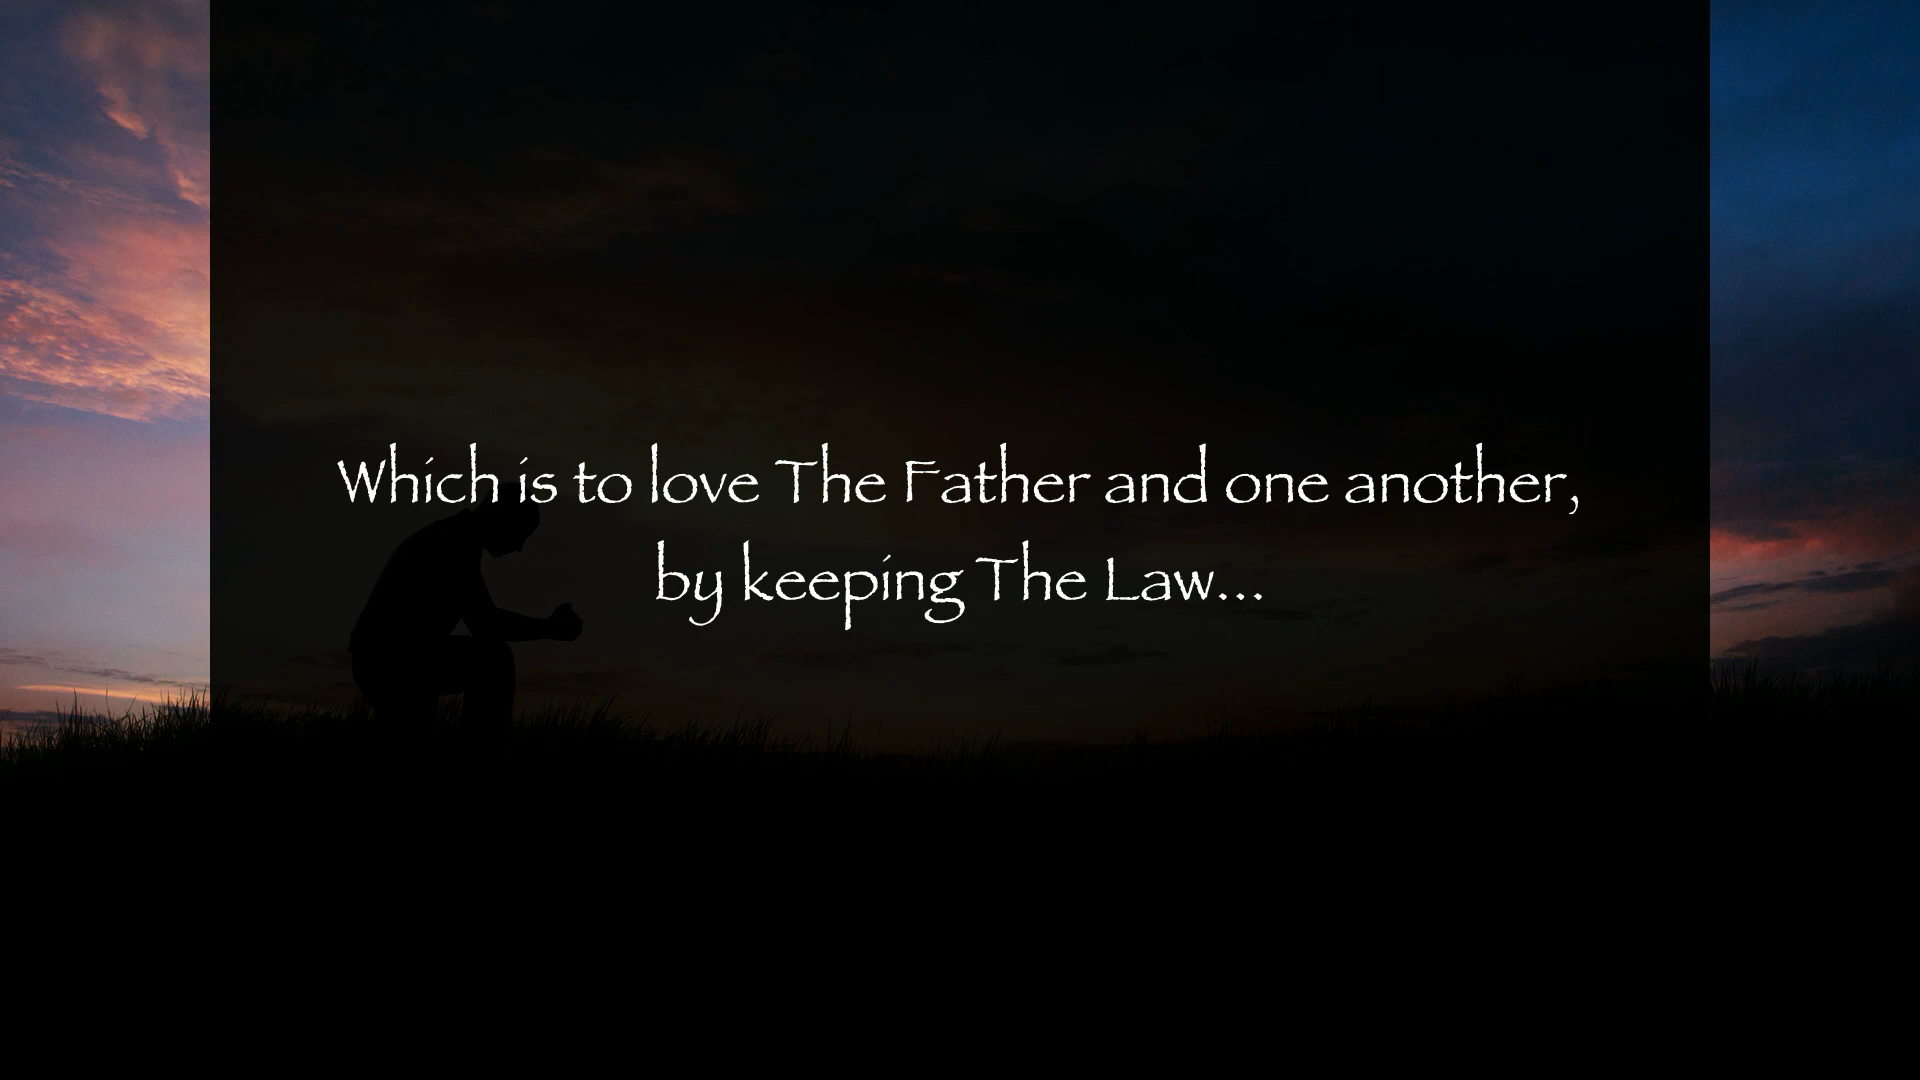 Which is to love The Father and one another,
by keeping The Law...